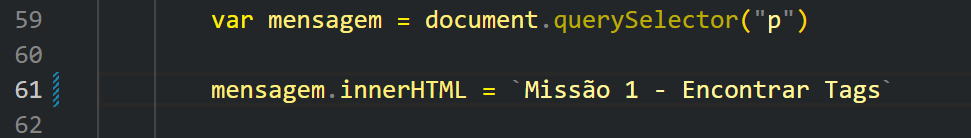 59 var mensagem = document.querySelector("p")
60
61 mensagem.innerHTML = `Missão 1 - Encontrar Tags`
62